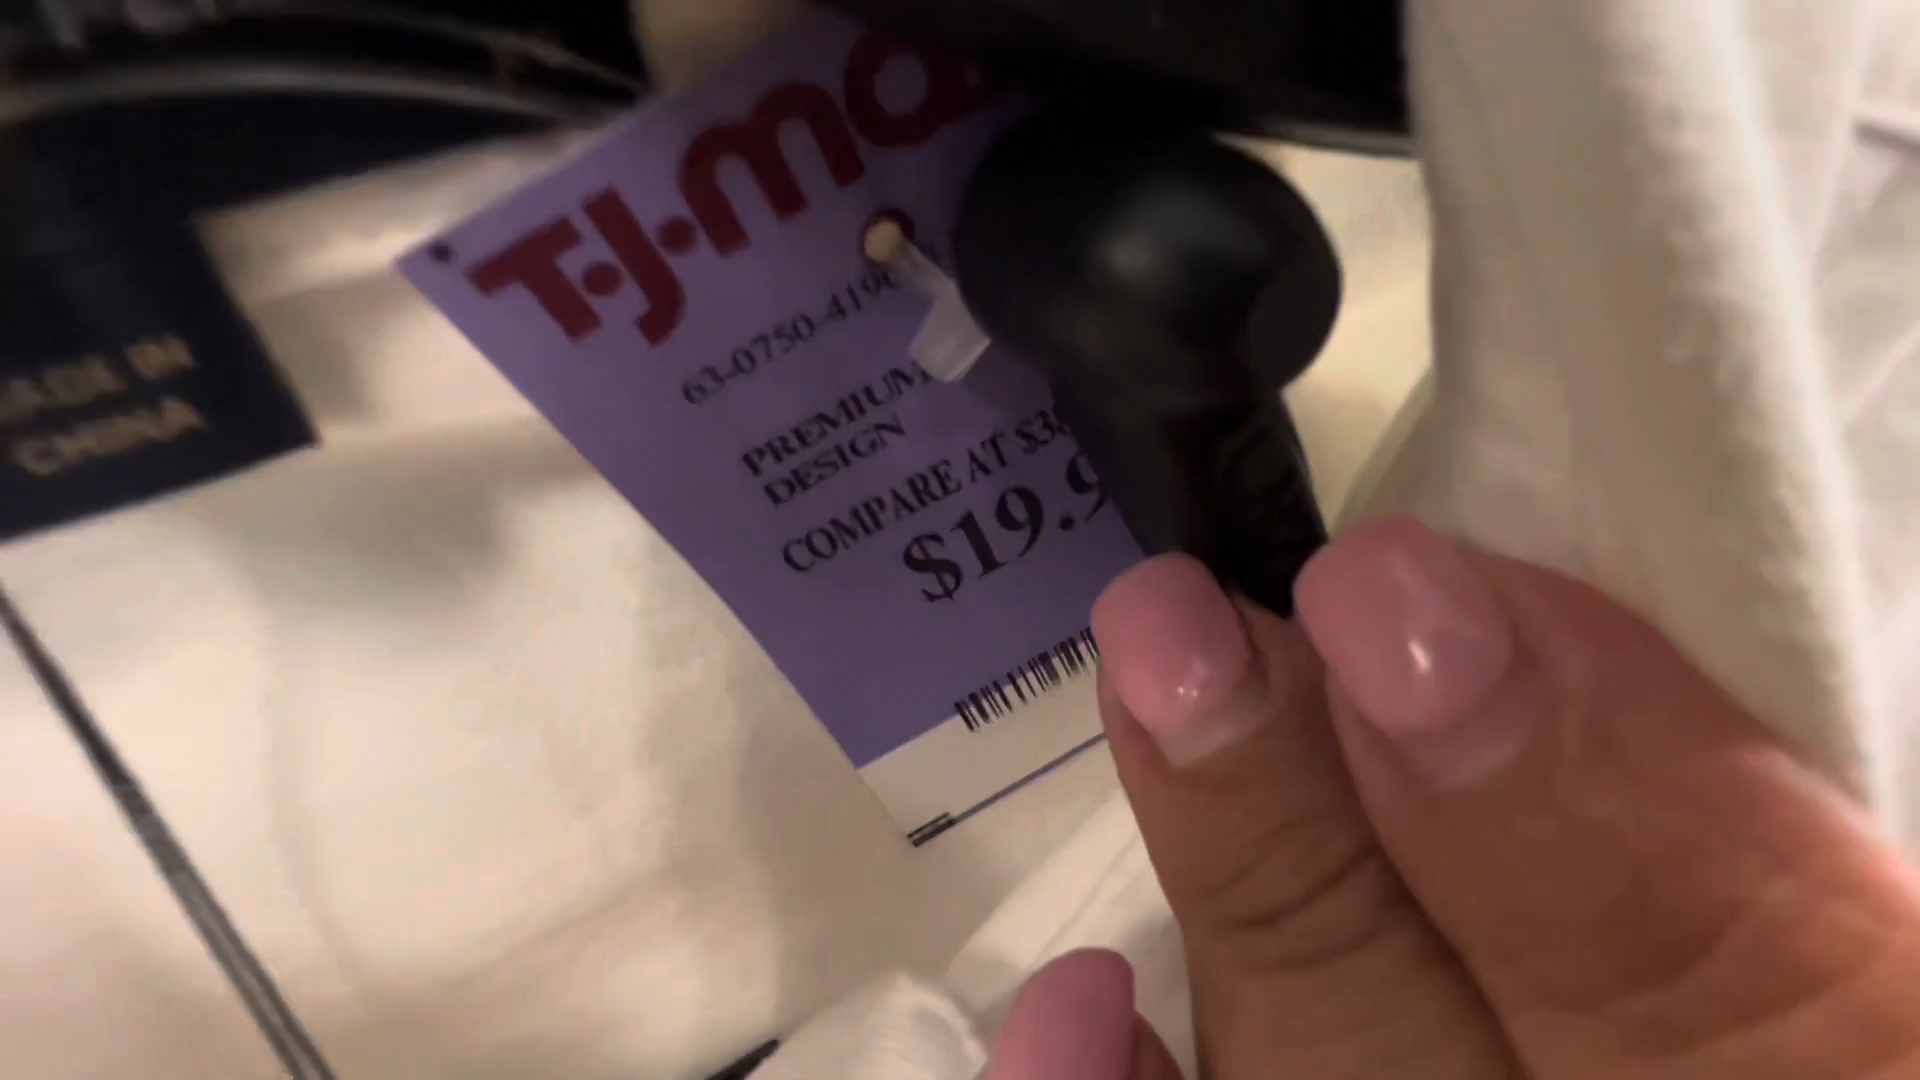 MADE IN
CHINA
T·J·ma
63-0750-419
PREMIUM
DESIGN
COMPARE AT $3
$19.9